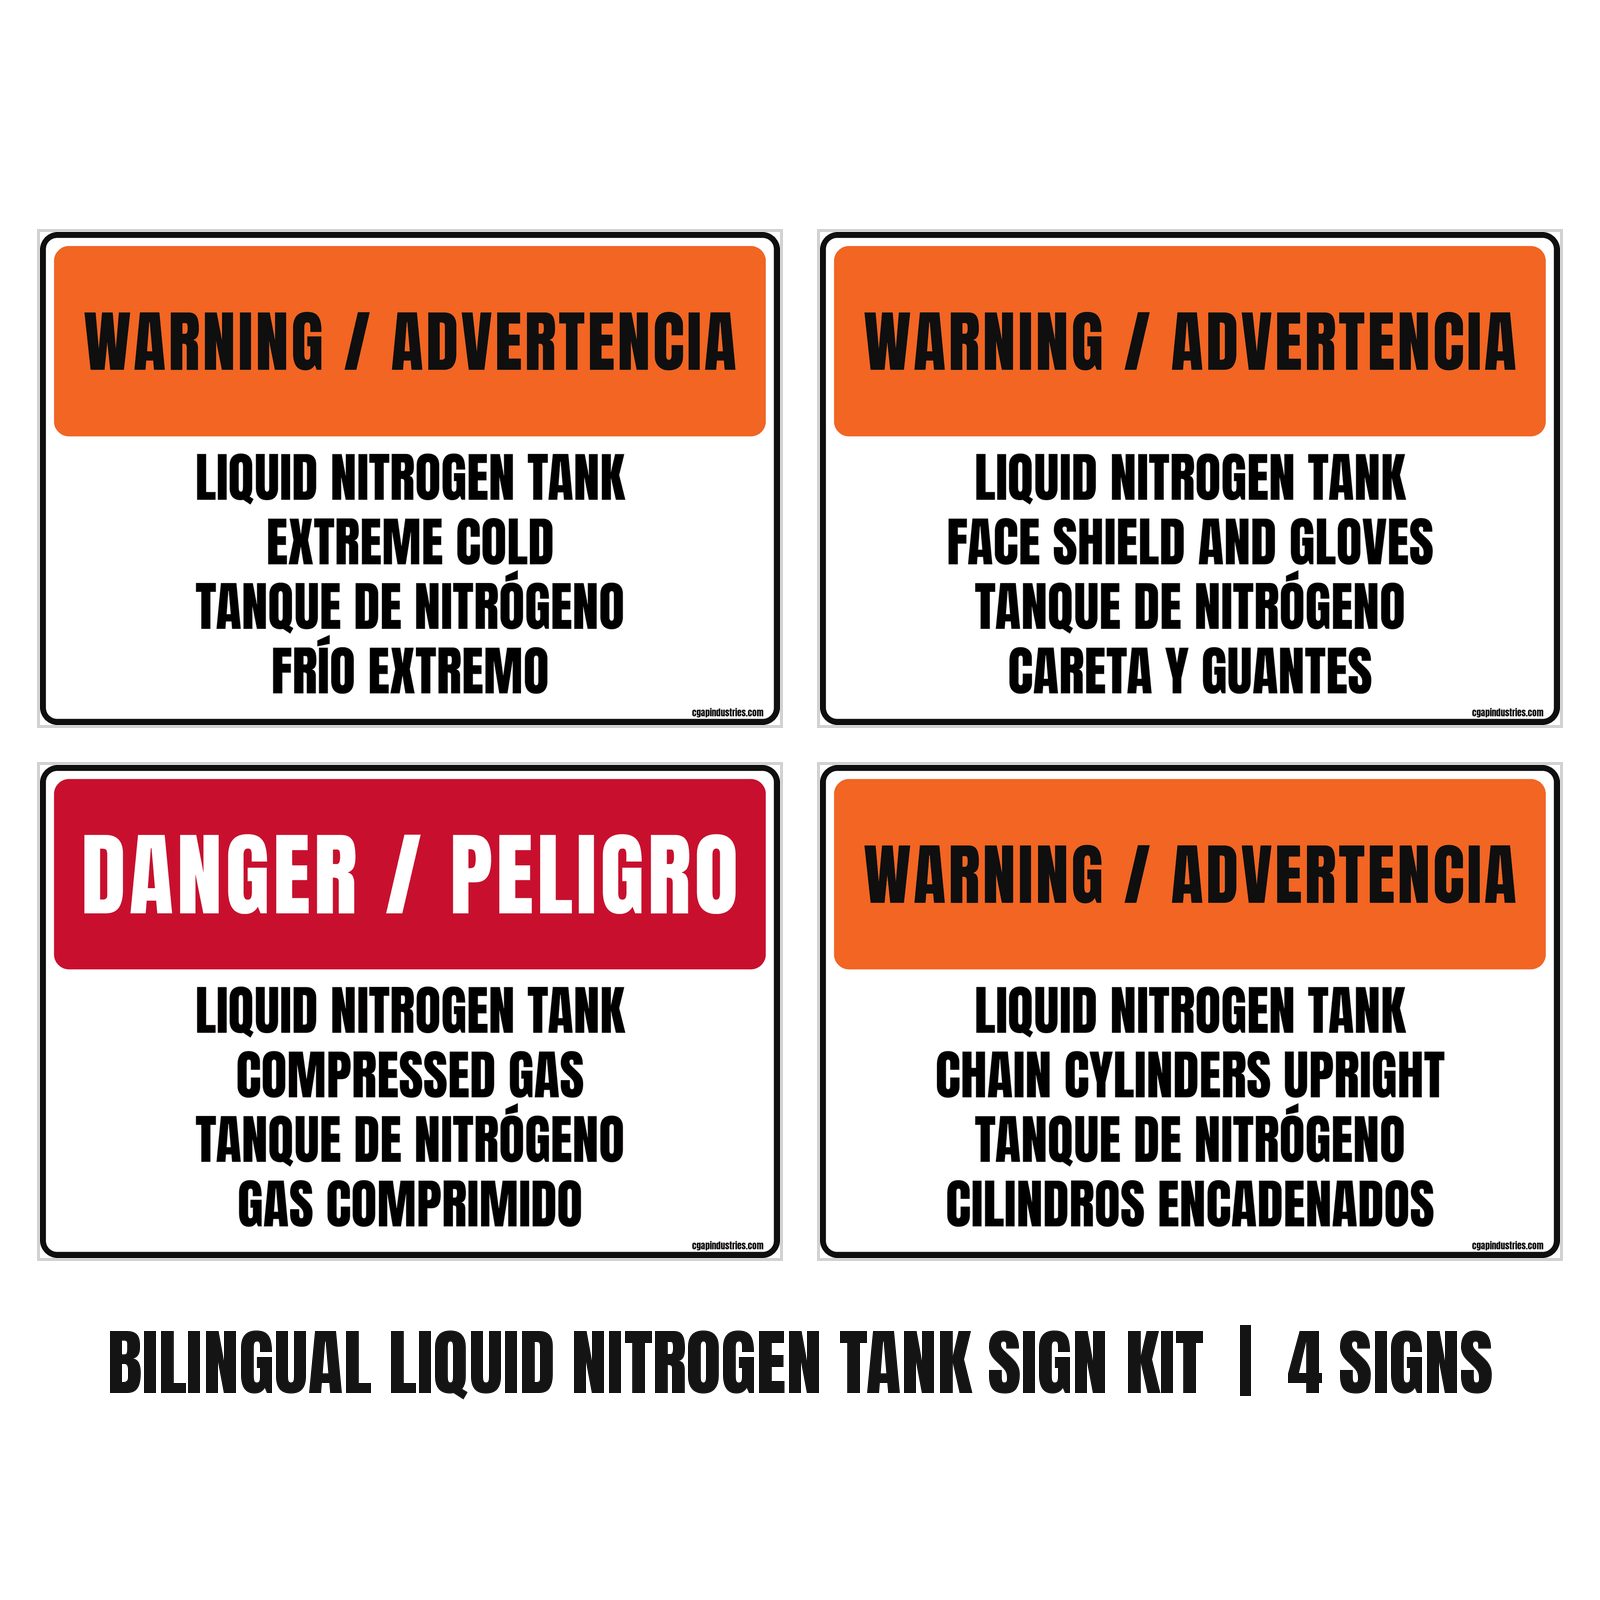 WARNING / ADVERTENCIA
LIQUID NITROGEN TANK
EXTREME COLD
TANQUE DE NITRÓGENO
FRÍO EXTREMO
cgapindustries.com
WARNING / ADVERTENCIA
LIQUID NITROGEN TANK
FACE SHIELD AND GLOVES
TANQUE DE NITRÓGENO
CARETA Y GUANTES
cgapindustries.com
DANGER / PELIGRO
LIQUID NITROGEN TANK
COMPRESSED GAS
TANQUE DE NITRÓGENO
GAS COMPRIMIDO
cgapindustries.com
WARNING / ADVERTENCIA
LIQUID NITROGEN TANK
CHAIN CYLINDERS UPRIGHT
TANQUE DE NITRÓGENO
CILINDROS ENCADENADOS
cgapindustries.com
BILINGUAL LIQUID NITROGEN TANK SIGN KIT | 4 SIGNS